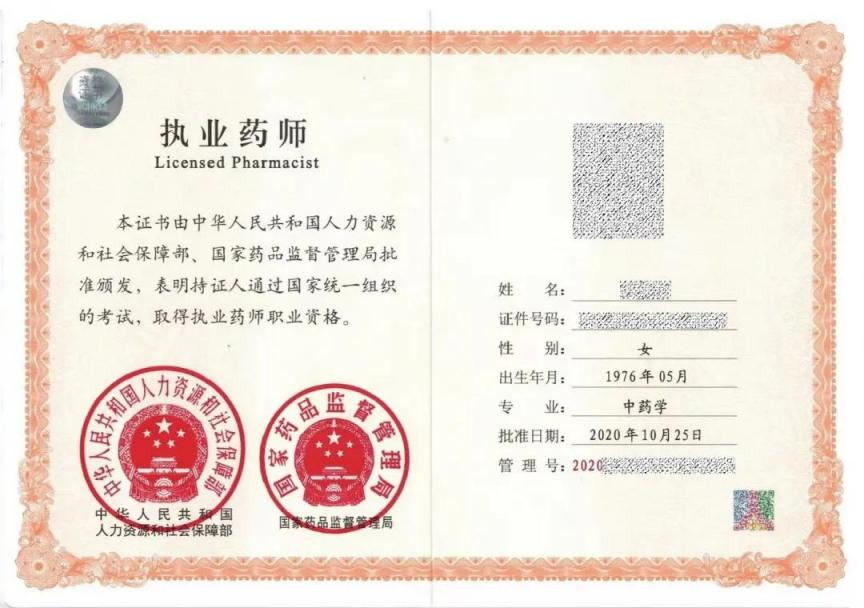 执业药师
Licensed Pharmacist
本证书由中华人民共和国人力资源
和社会保障部、国家药品监督管理局批
准颁发，表明持证人通过国家统一组织
的考试，取得执业药师职业资格。
中华人民共和国人力资源和社会保障部
国家药品监督管理局
中华人民共和国
人力资源和社会保障部
国家药品监督管理局
姓 名：
证件号码：
性 别： 女
出生年月： 1976年05月
专 业： 中药学
批准日期： 2020年10月25日
管 理 号： 2020